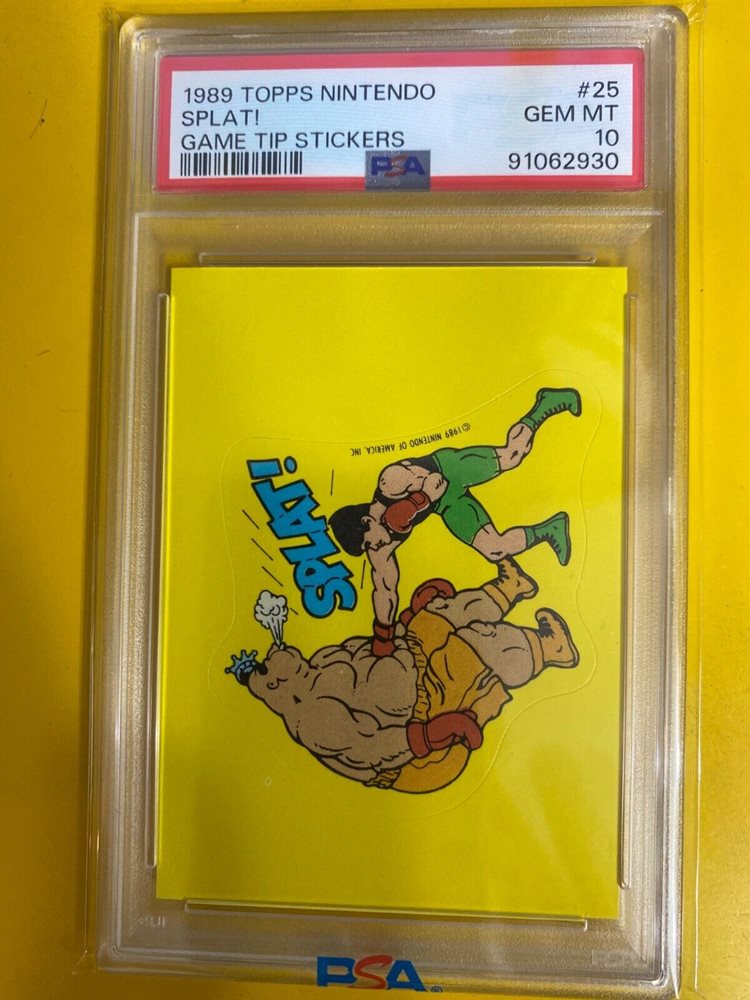 1989 TOPPS NINTENDO #25
SPLAT! GEM MT
GAME TIP STICKERS 10
PSA 91062930
©1989 NINTENDO OF AMERICA, INC.
SPLAT!
PSA®